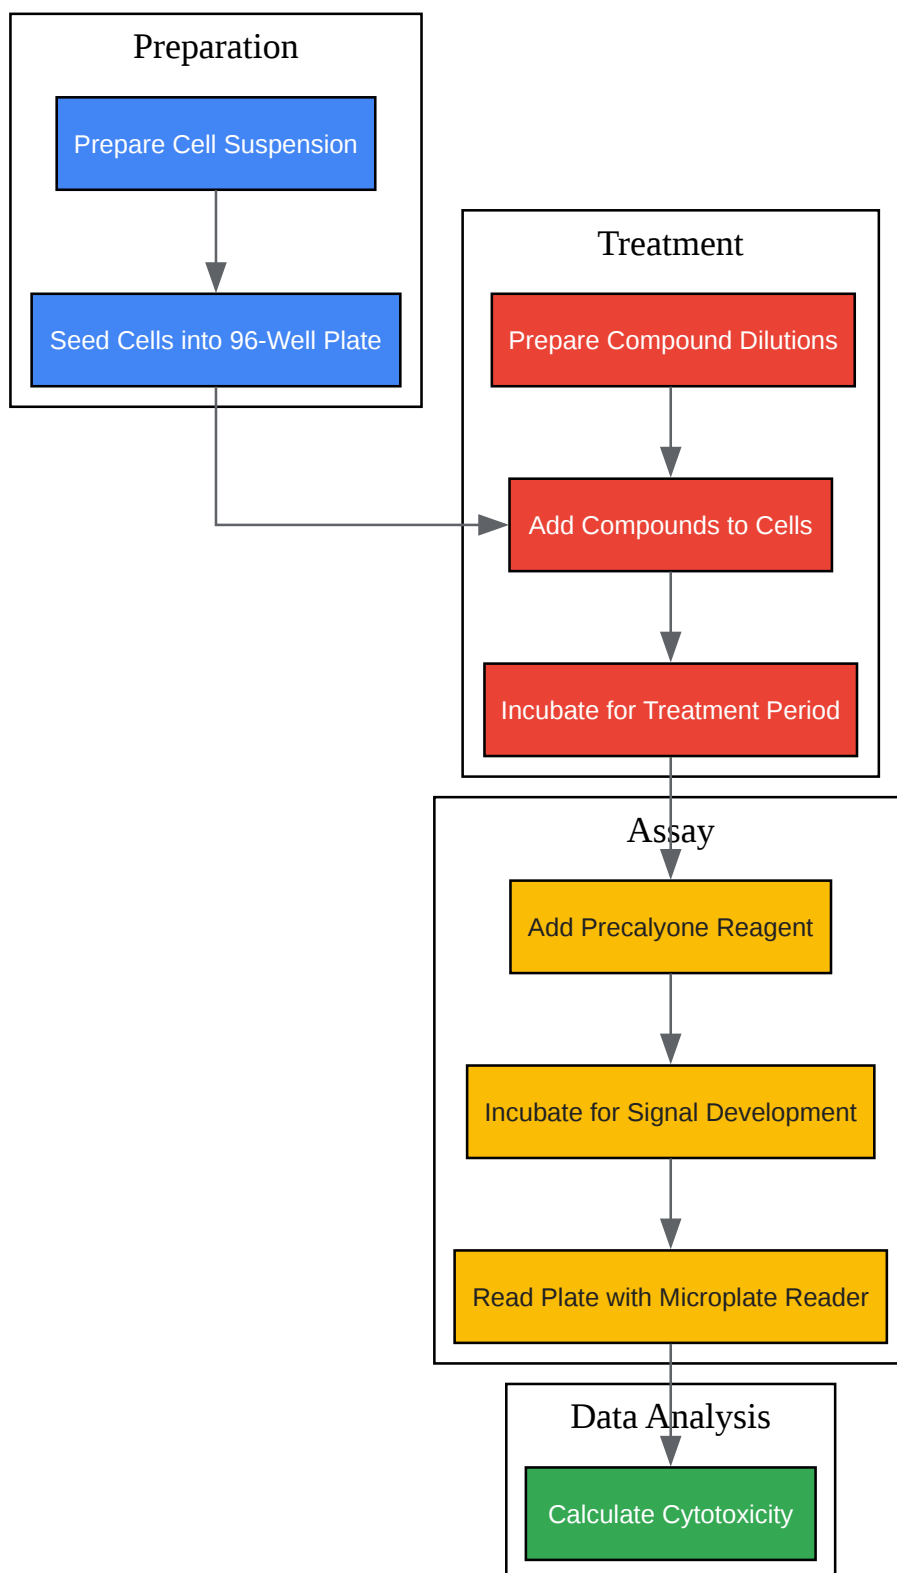 Preparation
Prepare Cell Suspension
Seed Cells into 96-Well Plate
Treatment
Prepare Compound Dilutions
Add Compounds to Cells
Incubate for Treatment Period
Assay
Add Precalyone Reagent
Incubate for Signal Development
Read Plate with Microplate Reader
Data Analysis
Calculate Cytotoxicity